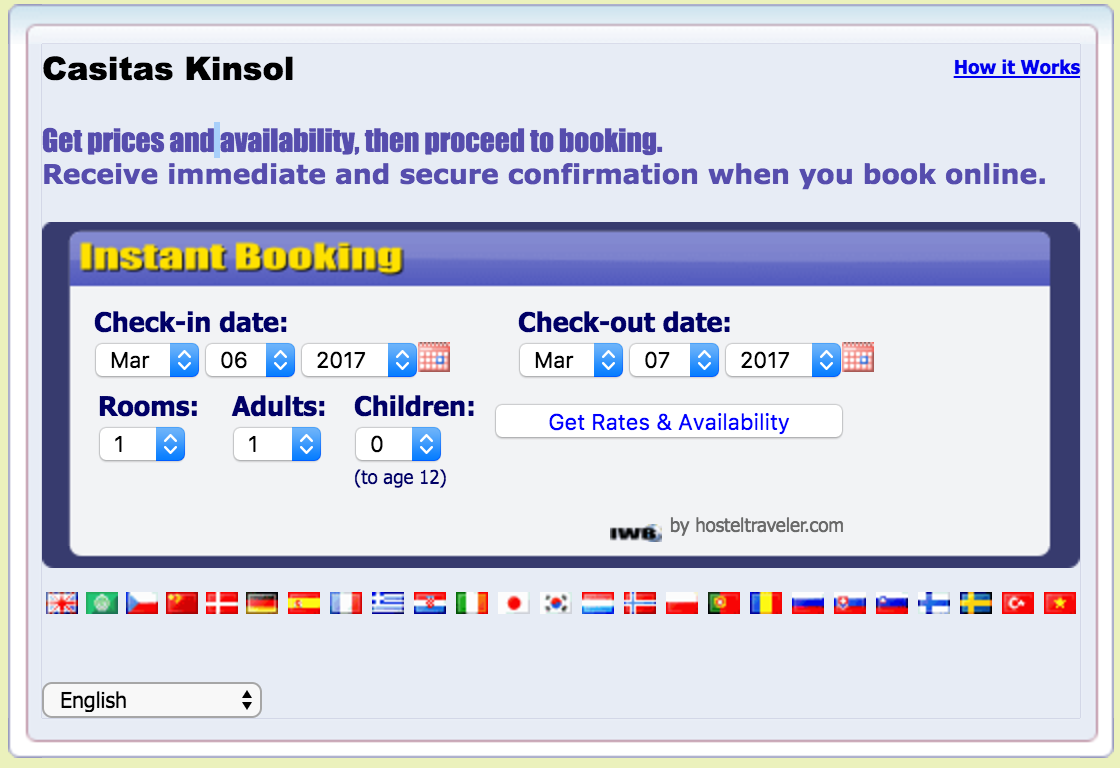 Casitas Kinsol
How it Works
Get prices and availability, then proceed to booking.
Receive immediate and secure confirmation when you book online.
Instant Booking
Check-in date:
Check-out date:
Mar 06 2017
Mar 07 2017
Rooms: Adults: Children:
Get Rates & Availability
1 1 0
(to age 12)
IWB by hosteltraveler.com
English